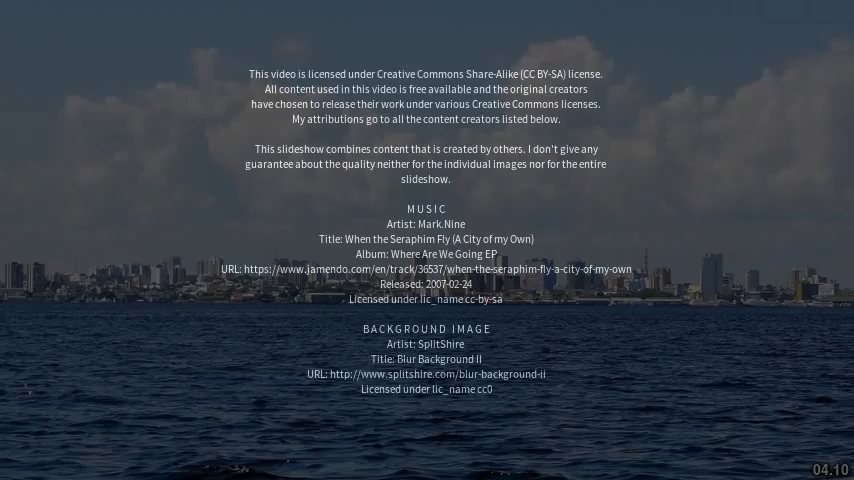 This video is licensed under Creative Commons Share-Alike (CC BY-SA) license.
All content used in this video is free available and the original creators
have chosen to release their work under various Creative Commons licenses.
My attributions go to all the content creators listed below.
This slideshow combines content that is created by others. I don't give any
guarantee about the quality neither for the individual images nor for the entire
slideshow.
MUSIC
Artist: Mark.Nine
Title: When the Seraphim Fly (A City of my Own)
Album: Where Are We Going EP
URL: https://www.jamendo.com/en/track/36537/when-the-seraphim-fly-a-city-of-my-own
Released: 2007-02-24
Licensed under lic_name cc-by-sa
BACKGROUND IMAGE
Artist: SplitShire
Title: Blur Background II
URL: http://www.splitshire.com/blur-background-ii
Licensed under lic_name cc0
04.10